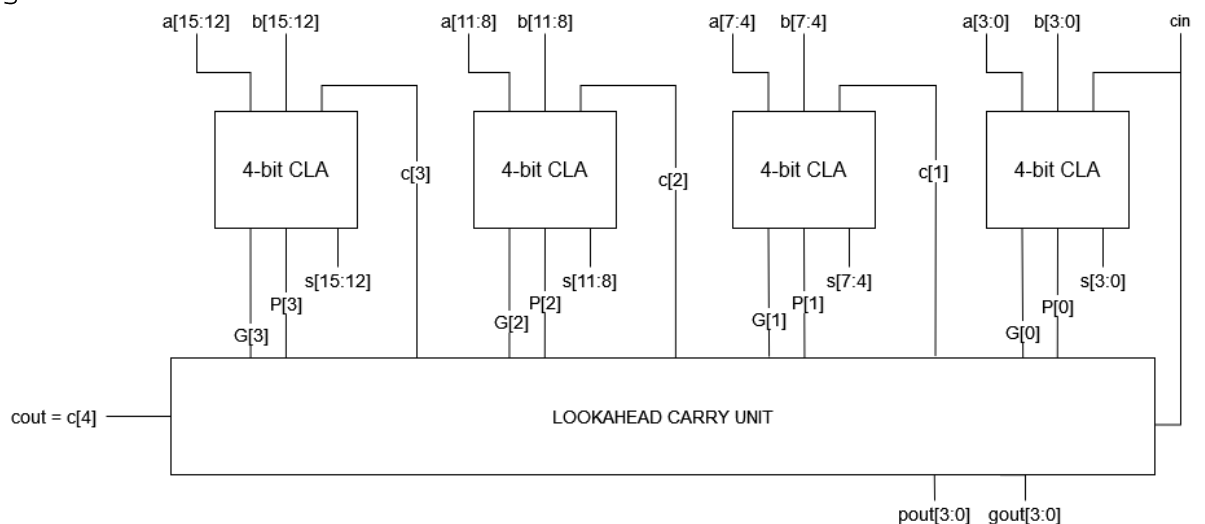 a[15:12] b[15:12] a[11:8] b[11:8] a[7:4] b[7:4] a[3:0] b[3:0] cin
4-bit CLA c[3] 4-bit CLA c[2] 4-bit CLA c[1] 4-bit CLA
s[15:12] s[11:8] s[7:4] s[3:0]
P[3] P[2] P[1] P[0]
G[3] G[2] G[1] G[0]
cout = c[4] LOOKAHEAD CARRY UNIT
pout[3:0] gout[3:0]